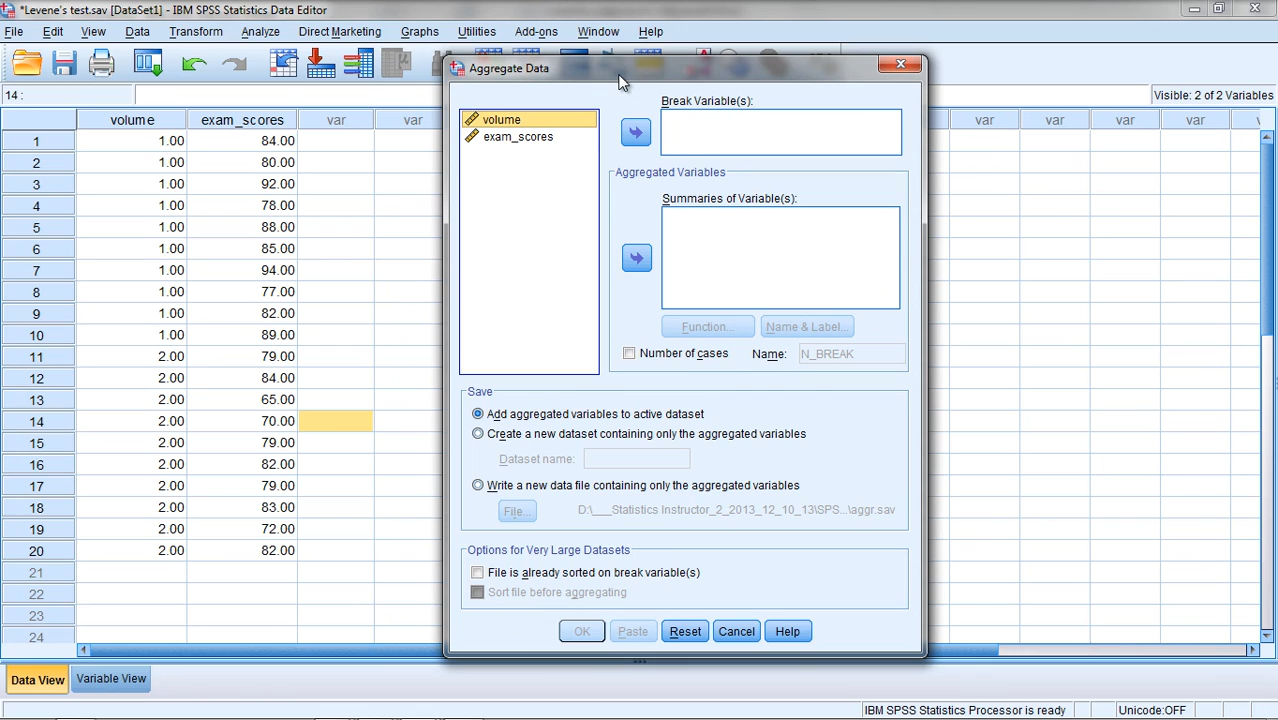 *Levene's test.sav [DataSet1] - IBM SPSS Statistics Data Editor
File Edit View Data Transform Analyze Direct Marketing Graphs Utilities Add-ons Window Help
14 :
Visible: 2 of 2 Variables
volume exam_scores var var var var var v
1 1.00 84.00
2 1.00 80.00
3 1.00 92.00
4 1.00 78.00
5 1.00 88.00
6 1.00 85.00
7 1.00 94.00
8 1.00 77.00
9 1.00 82.00
10 1.00 89.00
11 2.00 79.00
12 2.00 84.00
13 2.00 65.00
14 2.00 70.00
15 2.00 79.00
16 2.00 82.00
17 2.00 79.00
18 2.00 83.00
19 2.00 72.00
20 2.00 82.00
21
22
23
24
Aggregate Data
volume
exam_scores
Break Variable(s):
Aggregated Variables
Summaries of Variable(s):
Function... Name & Label...
Number of cases Name: N_BREAK
Save
Add aggregated variables to active dataset
Create a new dataset containing only the aggregated variables
Dataset name:
Write a new data file containing only the aggregated variables
File... D:\___Statistics Instructor_2_2013_12_10_13\SPS...\aggr.sav
Options for Very Large Datasets
File is already sorted on break variable(s)
Sort file before aggregating
OK Paste Reset Cancel Help
Data View Variable View
IBM SPSS Statistics Processor is ready Unicode:OFF